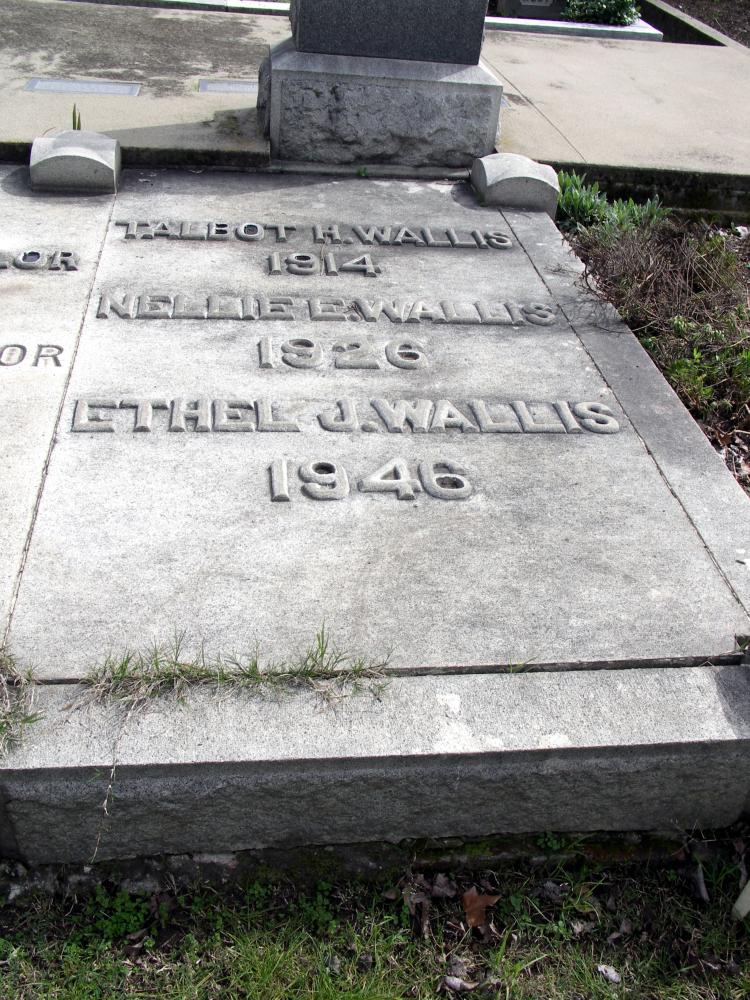 TALBOT H. WALLIS
1914
NELLIE E. WALLIS
1926
ETHEL J. WALLIS
1946